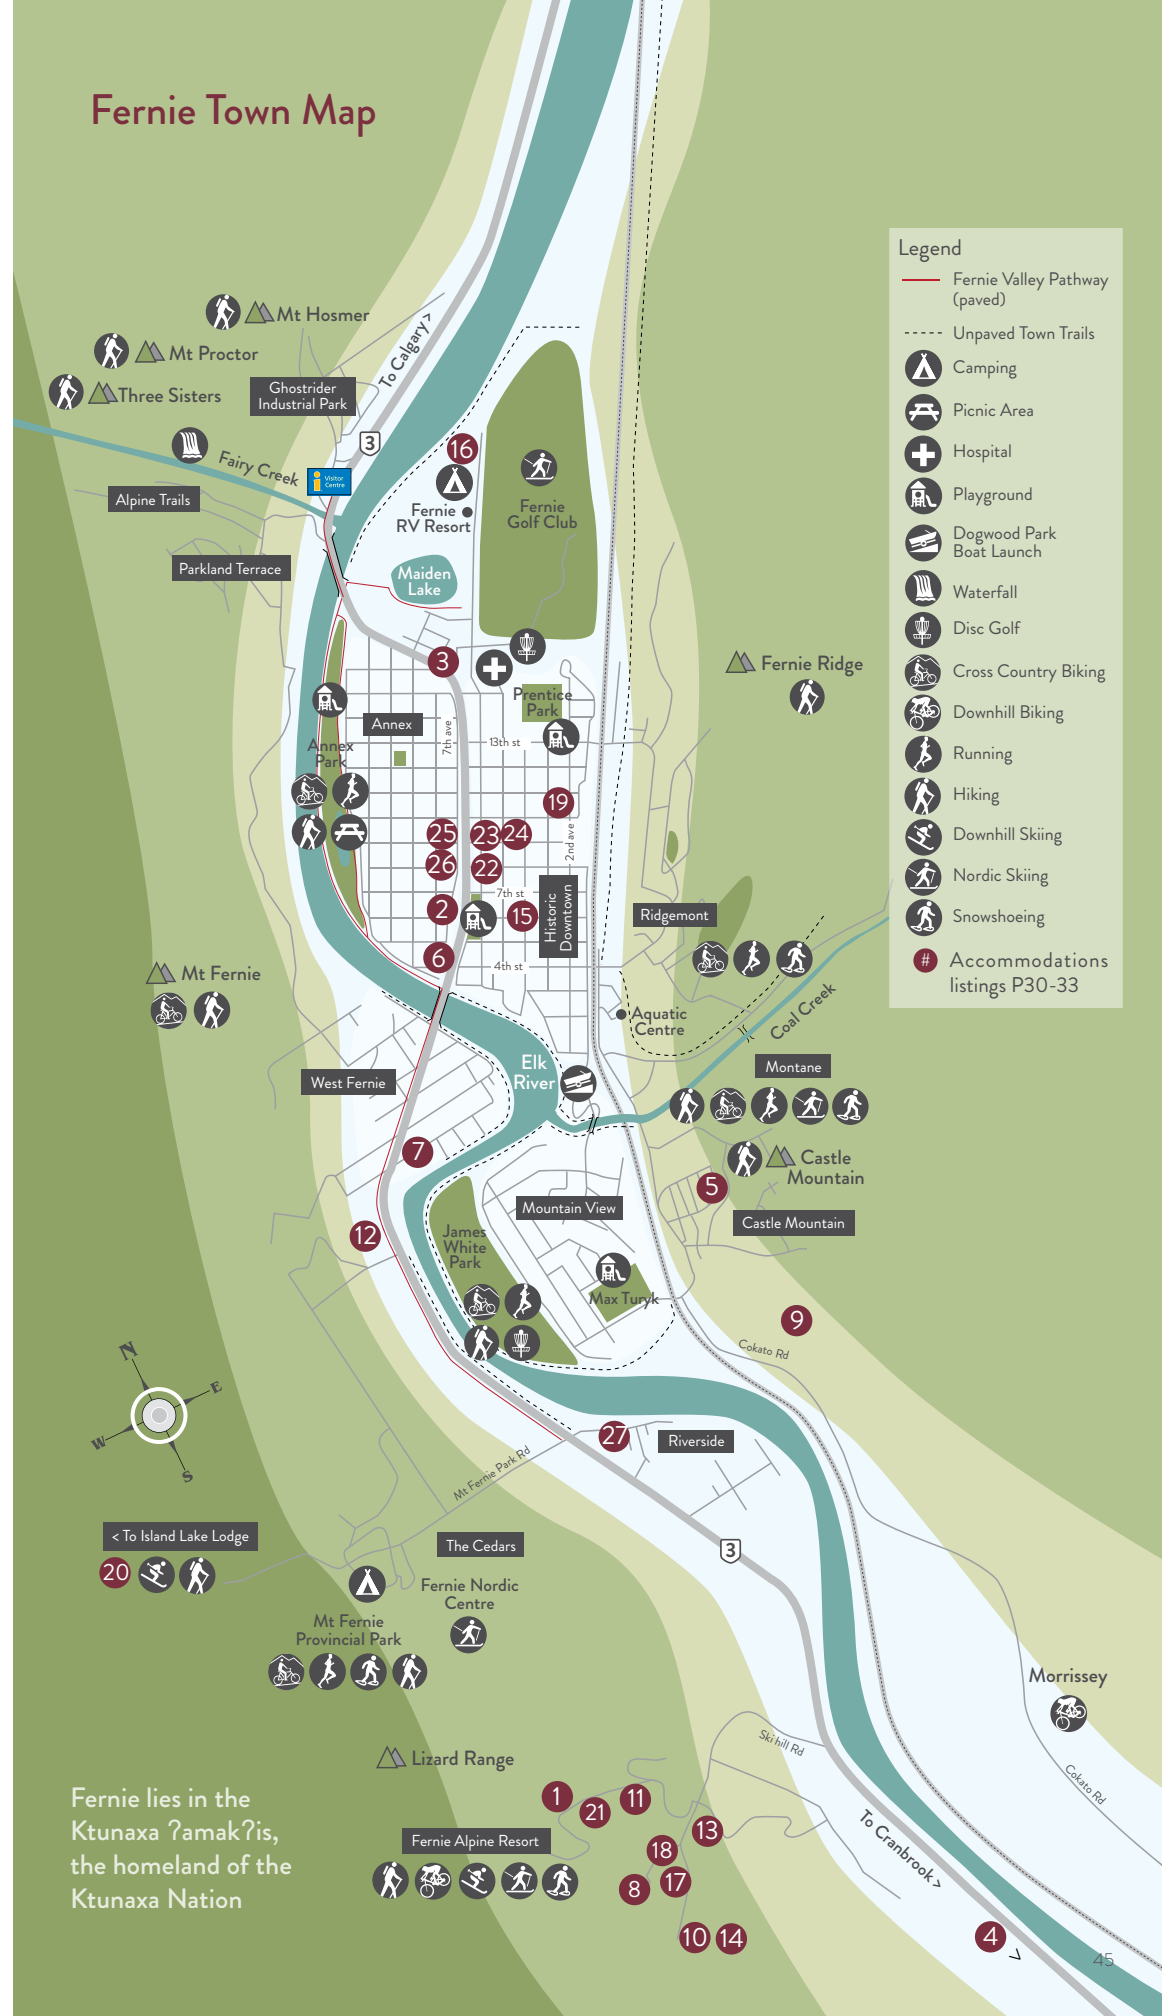 Fernie Town Map
Legend
Fernie Valley Pathway
(paved)
Unpaved Town Trails
Camping
Picnic Area
Hospital
Playground
Dogwood Park
Boat Launch
Waterfall
Disc Golf
Cross Country Biking
Downhill Biking
Running
Hiking
Downhill Skiing
Nordic Skiing
Snowshoeing
# Accommodations
listings P30-33
Mt Hosmer
Mt Proctor
Three Sisters
Ghostrider
Industrial Park
To Calgary >
3
16
Fairy Creek
i Visitor
Centre
Alpine Trails
Fernie
RV Resort
Fernie
Golf Club
Parkland Terrace
Maiden
Lake
3
Fernie Ridge
Prentice
Park
Annex
7th ave
13th st
Annex
Park
19
25
23
24
2nd ave
26
22
7th st
2
15
Historic
Downtown
Ridgemont
6
4th st
Mt Fernie
Aquatic
Centre
Coal Creek
Elk
River
Montane
West Fernie
7
Castle
Mountain
5
Mountain View
Castle Mountain
12
James
White
Park
Max Turyk
9
Cokato Rd
N
E
W
S
27
Riverside
Mt Fernie Park Rd
< To Island Lake Lodge
20
The Cedars
3
Fernie Nordic
Centre
Mt Fernie
Provincial Park
Morrissey
Ski hill Rd
Lizard Range
Cokato Rd
1
21
11
13
Fernie Alpine Resort
18
8
17
To Cranbrook >
10
14
4
>
Fernie lies in the
Ktunaxa ʔamakʔis,
the homeland of the
Ktunaxa Nation
45